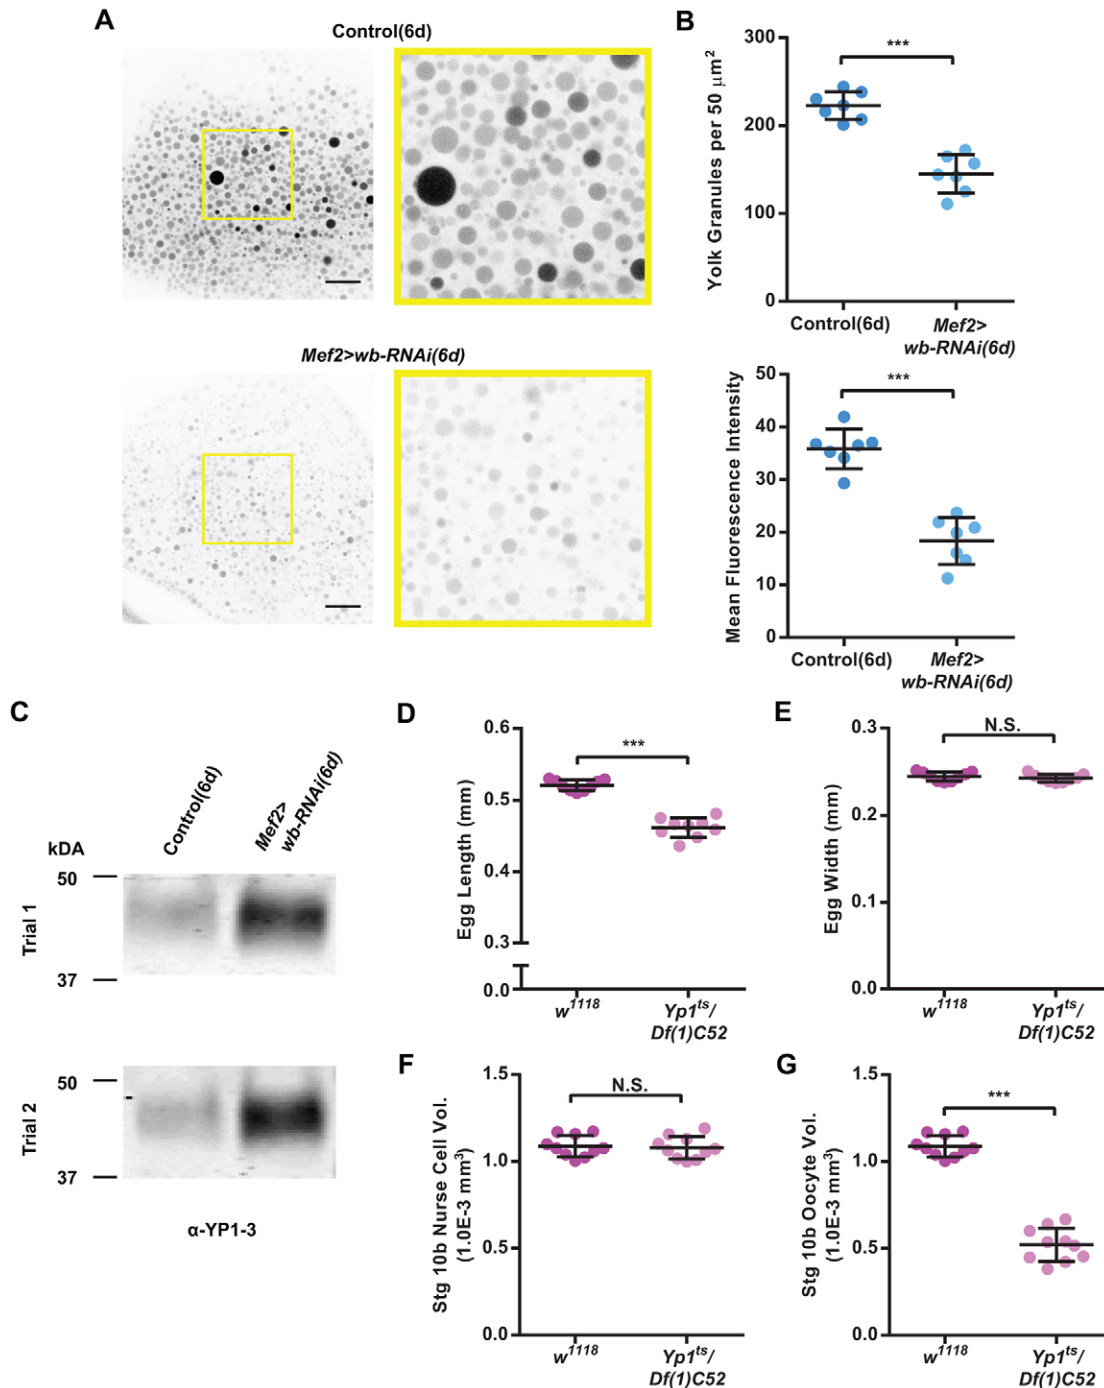 A
Control(6d)
Mef2>wb-RNAi(6d)
B
Yolk Granules per 50 μm²
300
200
100
0
***
Control(6d)
Mef2>
wb-RNAi(6d)
Mean Fluorescence Intensity
50
40
30
20
10
0
***
Control(6d)
Mef2>
wb-RNAi(6d)
C
Control(6d)
Mef2>
wb-RNAi(6d)
kDA
Trial 1
50
37
Trial 2
50
37
α-YP1-3
D
Egg Length (mm)
0.6
0.5
0.4
0.3
0.0
***
w¹¹¹⁸
Yp1ᵗˢ/
Df(1)C52
E
Egg Width (mm)
0.3
0.2
0.1
0.0
N.S.
w¹¹¹⁸
Yp1ᵗˢ/
Df(1)C52
F
Stg 10b Nurse Cell Vol.
(1.0E-3 mm³)
1.5
1.0
0.5
0.0
N.S.
w¹¹¹⁸
Yp1ᵗˢ/
Df(1)C52
G
Stg 10b Oocyte Vol.
(1.0E-3 mm³)
1.5
1.0
0.5
0.0
***
w¹¹¹⁸
Yp1ᵗˢ/
Df(1)C52